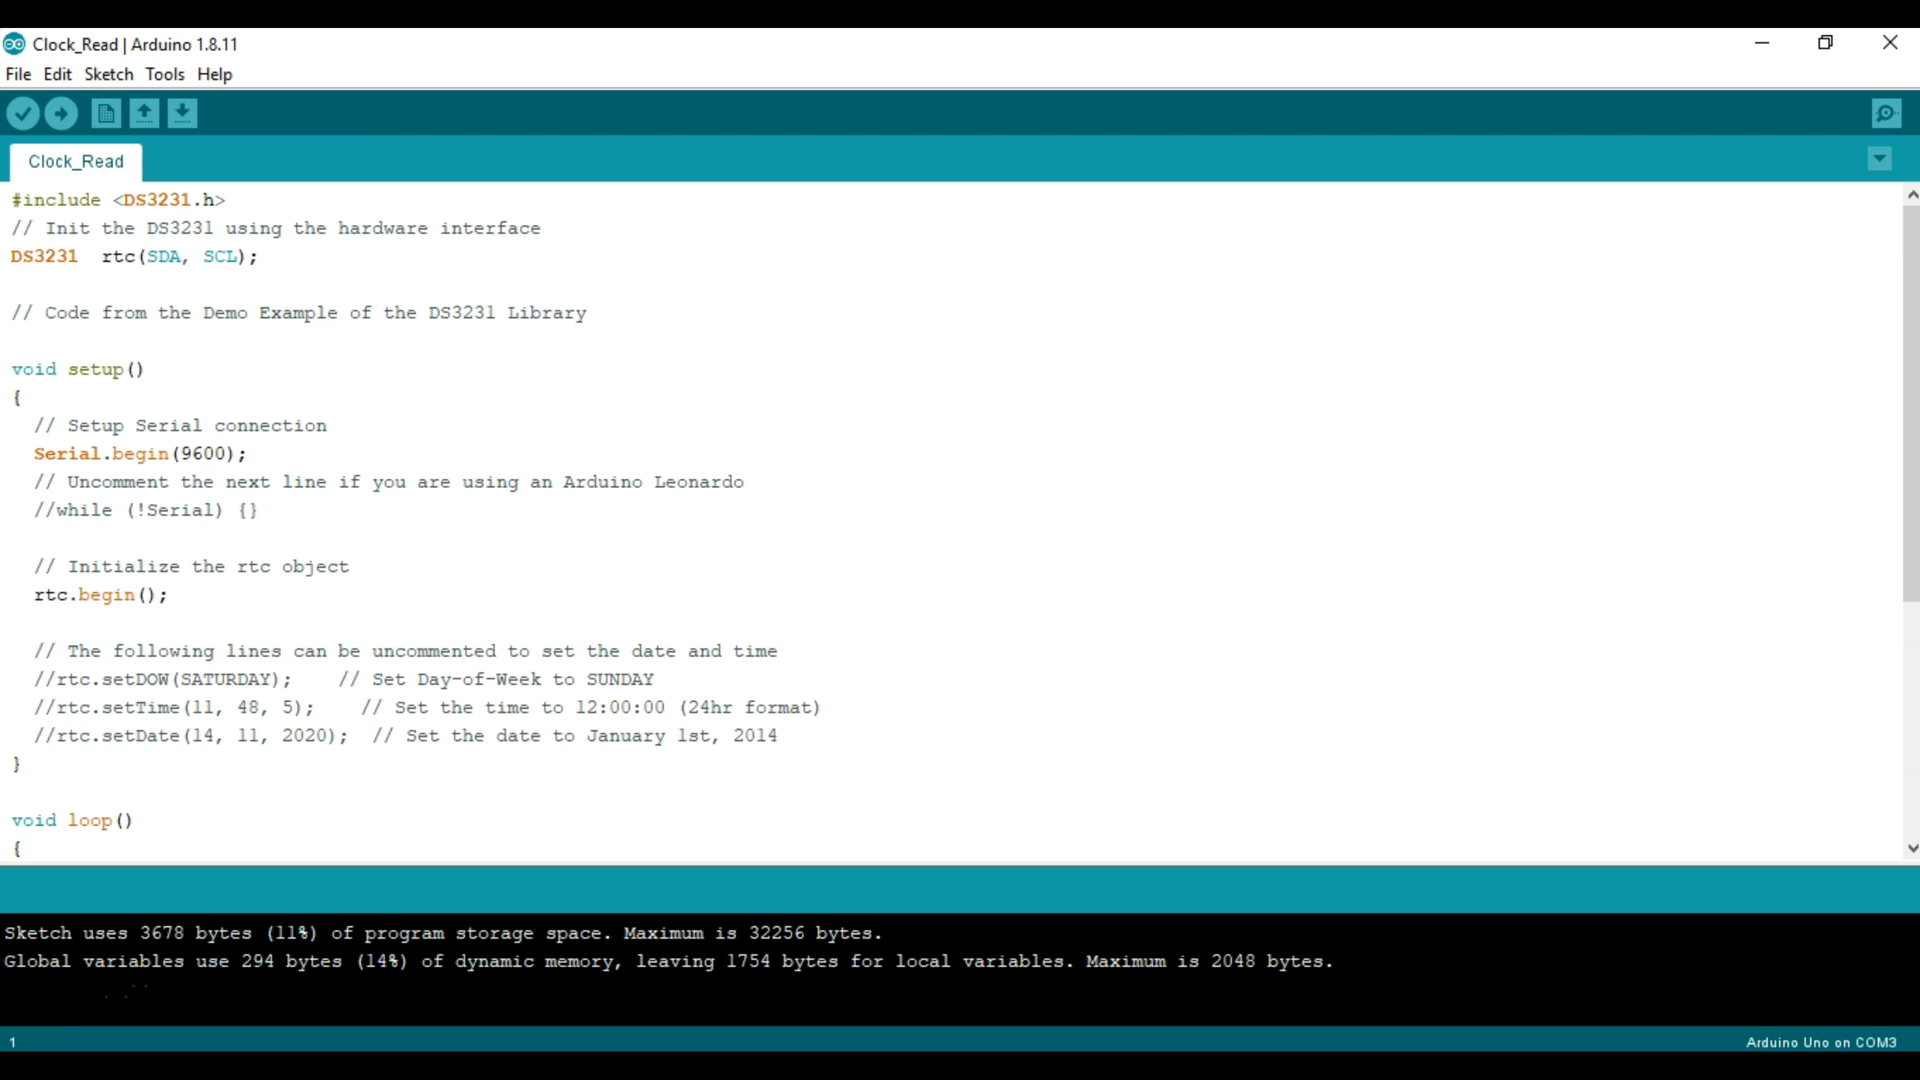 Clock_Read | Arduino 1.8.11
File Edit Sketch Tools Help
Clock_Read
#include <DS3231.h>
// Init the DS3231 using the hardware interface
DS3231  rtc(SDA, SCL);
// Code from the Demo Example of the DS3231 Library
void setup()
{
  // Setup Serial connection
  Serial.begin(9600);
  // Uncomment the next line if you are using an Arduino Leonardo
  //while (!Serial) {}
  // Initialize the rtc object
  rtc.begin();
  // The following lines can be uncommented to set the date and time
  //rtc.setDOW(SATURDAY);    // Set Day-of-Week to SUNDAY
  //rtc.setTime(11, 48, 5);    // Set the time to 12:00:00 (24hr format)
  //rtc.setDate(14, 11, 2020);  // Set the date to January 1st, 2014
}
void loop()
{
Sketch uses 3678 bytes (11%) of program storage space. Maximum is 32256 bytes.
Global variables use 294 bytes (14%) of dynamic memory, leaving 1754 bytes for local variables. Maximum is 2048 bytes.
1
Arduino Uno on COM3